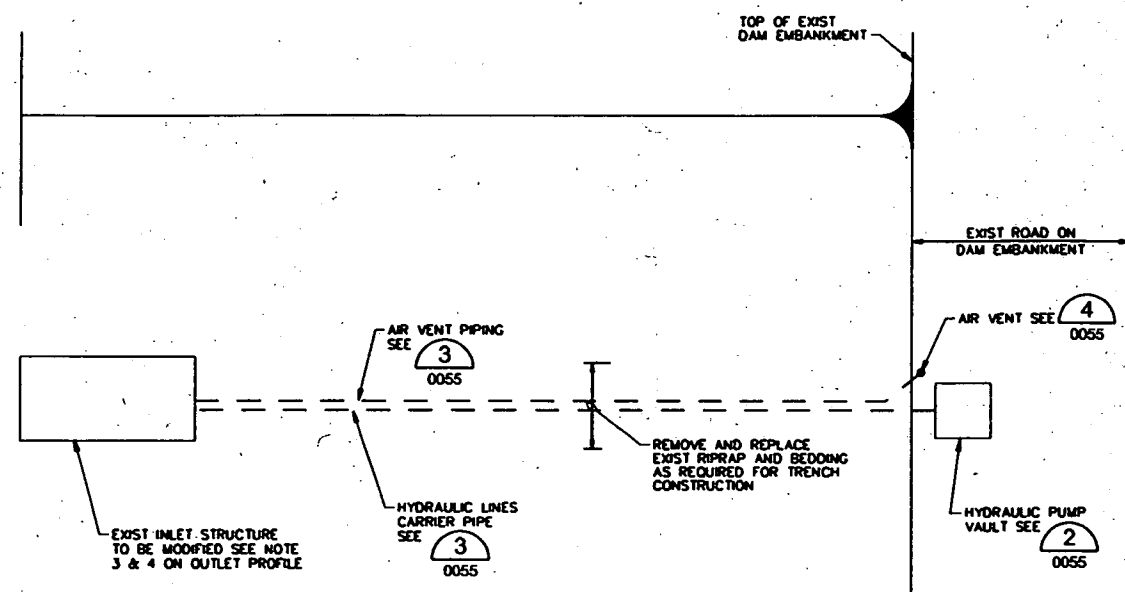 TOP OF EXIST
DAM EMBANKMENT
EXIST ROAD ON
DAM EMBANKMENT
AIR VENT SEE 4
0055
AIR VENT PIPING
SEE 3
0055
REMOVE AND REPLACE
EXIST RIPRAP AND BEDDING
AS REQUIRED FOR TRENCH
CONSTRUCTION
HYDRAULIC LINES
CARRIER PIPE
SEE 3
0055
HYDRAULIC PUMP
VAULT SEE 2
0055
EXIST INLET STRUCTURE
TO BE MODIFIED SEE NOTE
3 & 4 ON OUTLET PROFILE